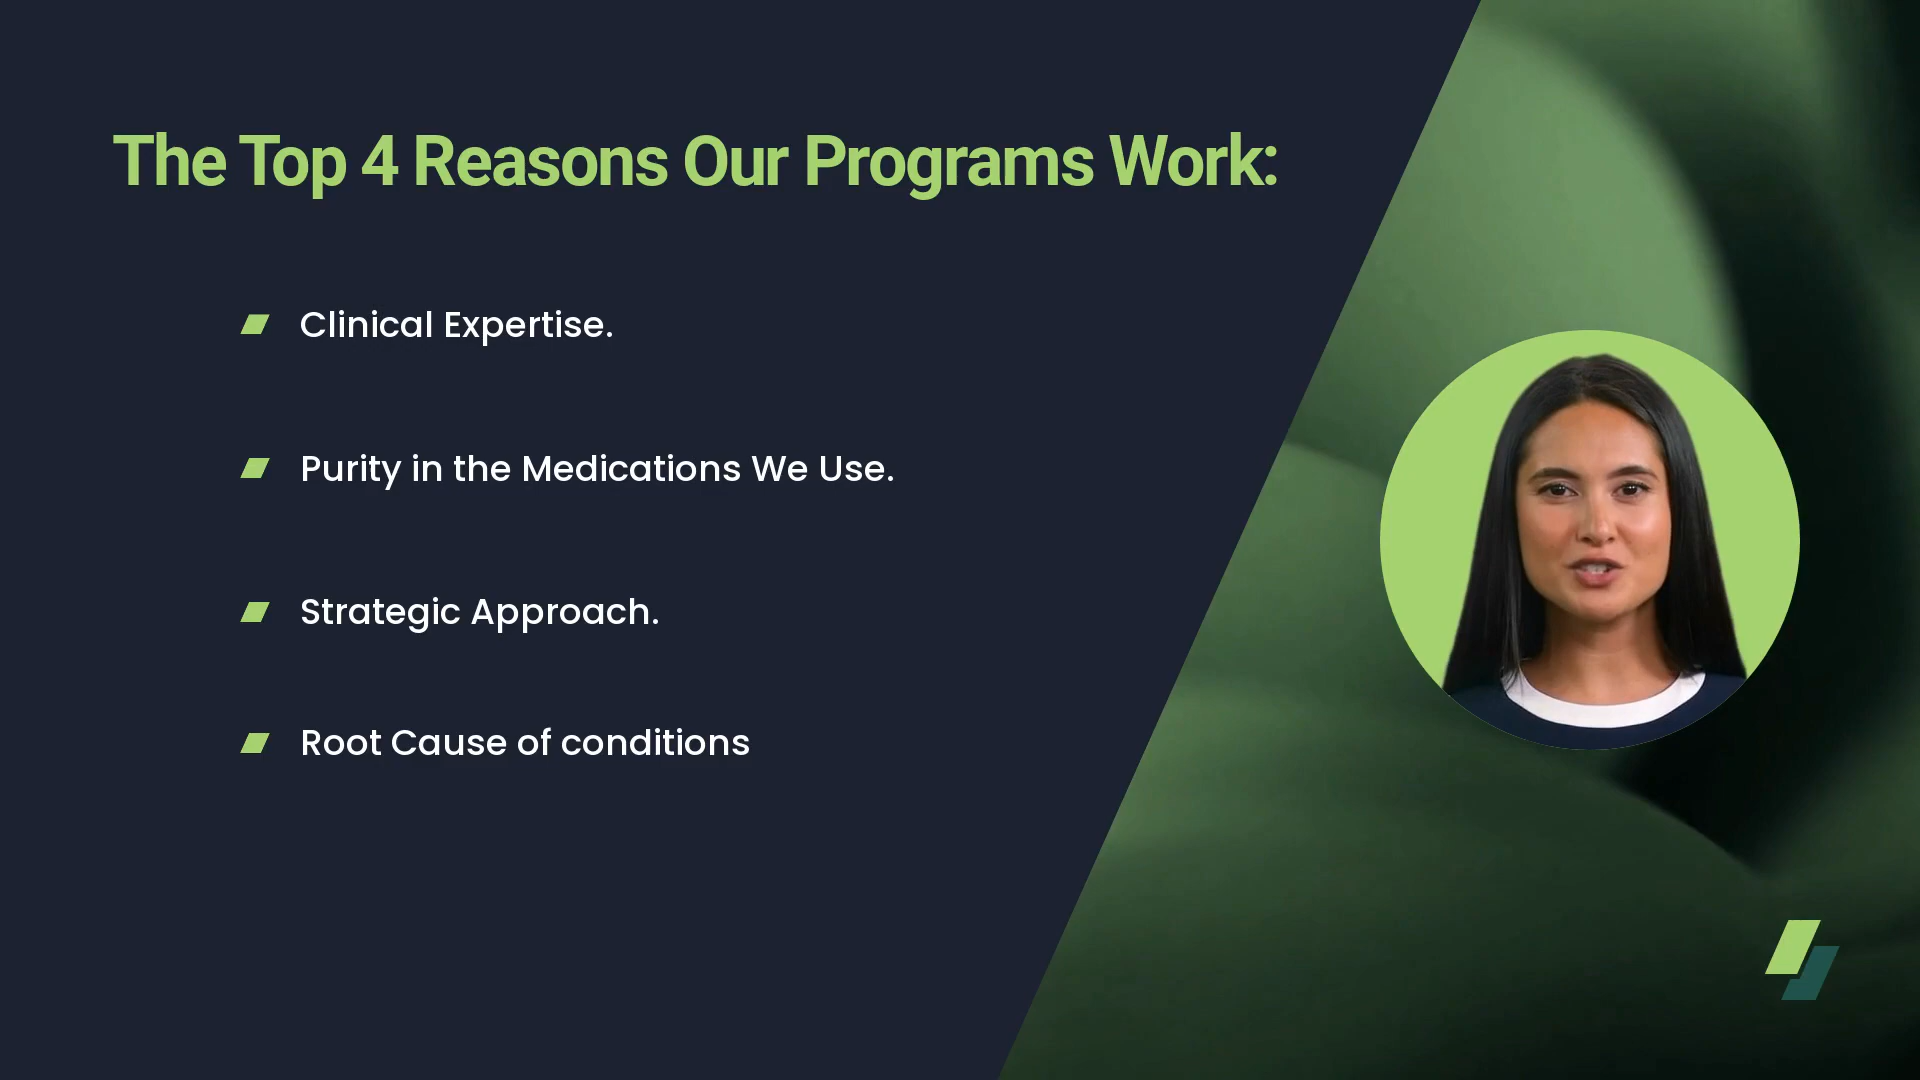 The Top 4 Reasons Our Programs Work:
Clinical Expertise.
Purity in the Medications We Use.
Strategic Approach.
Root Cause of conditions